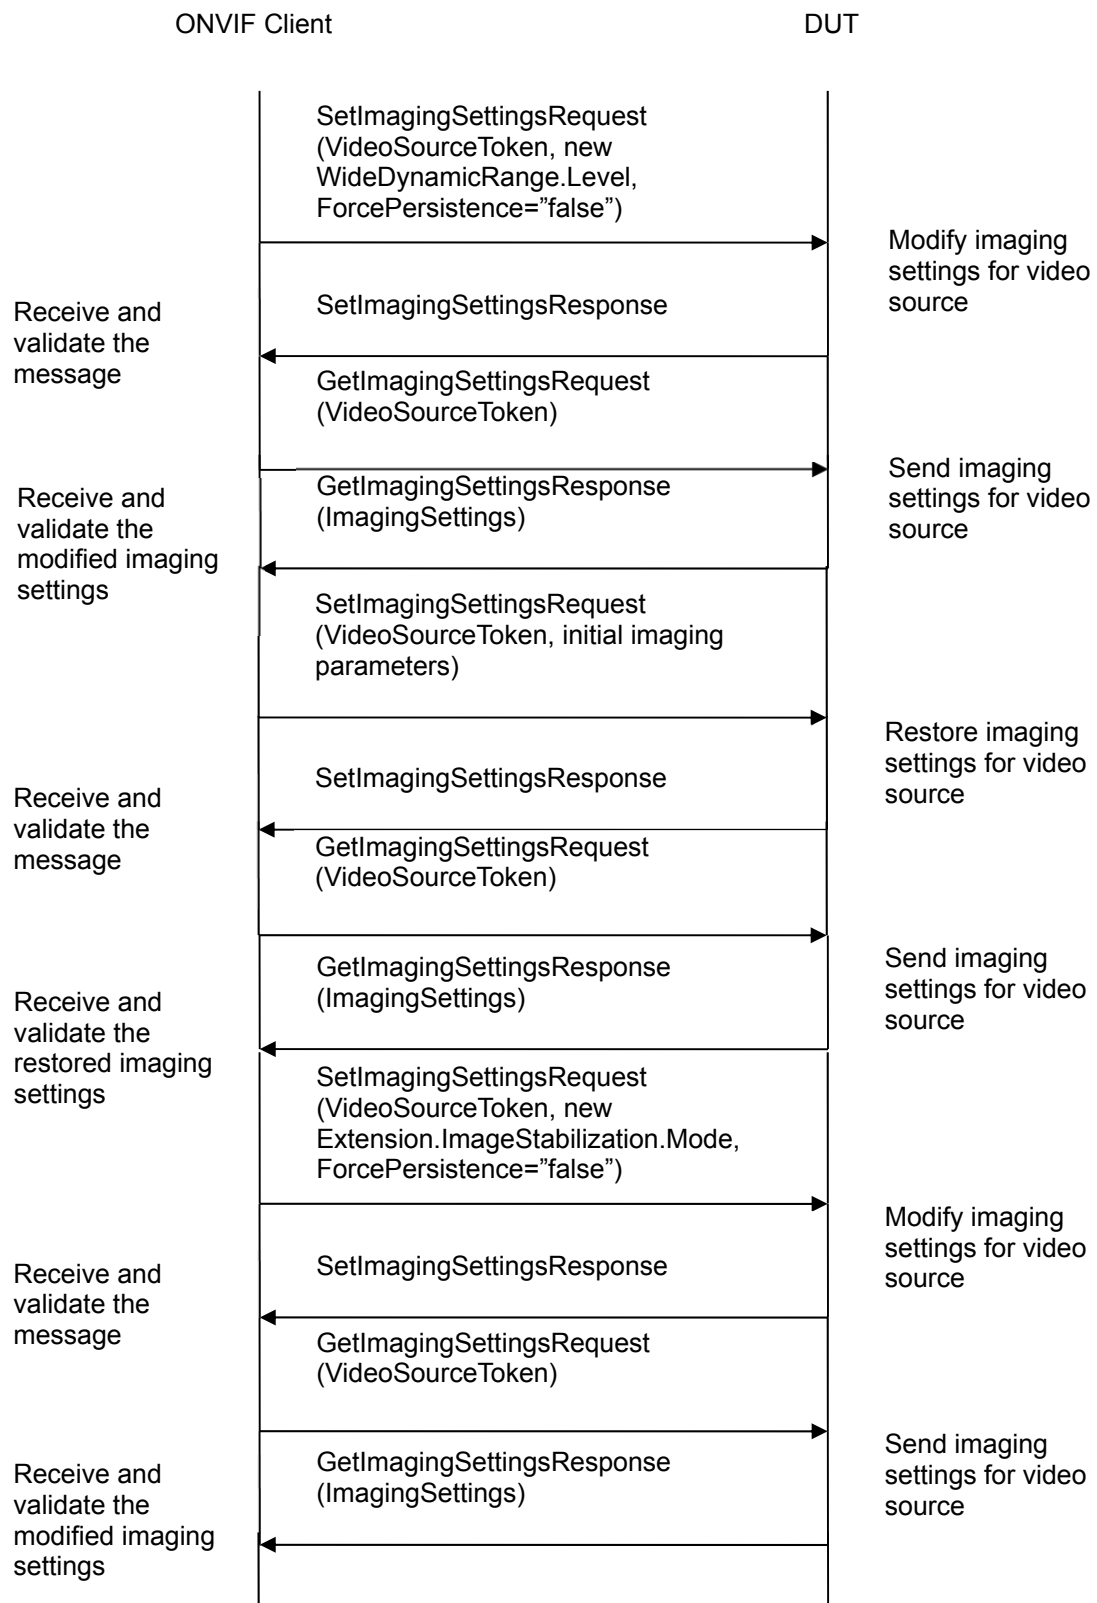 ONVIF Client
DUT
SetImagingSettingsRequest
(VideoSourceToken, new
WideDynamicRange.Level,
ForcePersistence=”false”)
Modify imaging
settings for video
source
SetImagingSettingsResponse
Receive and
validate the
message
GetImagingSettingsRequest
(VideoSourceToken)
Send imaging
settings for video
source
GetImagingSettingsResponse
(ImagingSettings)
Receive and
validate the
modified imaging
settings
SetImagingSettingsRequest
(VideoSourceToken, initial imaging
parameters)
Restore imaging
settings for video
source
SetImagingSettingsResponse
Receive and
validate the
message
GetImagingSettingsRequest
(VideoSourceToken)
Send imaging
settings for video
source
GetImagingSettingsResponse
(ImagingSettings)
Receive and
validate the
restored imaging
settings
SetImagingSettingsRequest
(VideoSourceToken, new
Extension.ImageStabilization.Mode,
ForcePersistence=”false”)
Modify imaging
settings for video
source
SetImagingSettingsResponse
Receive and
validate the
message
GetImagingSettingsRequest
(VideoSourceToken)
Send imaging
settings for video
source
GetImagingSettingsResponse
(ImagingSettings)
Receive and
validate the
modified imaging
settings